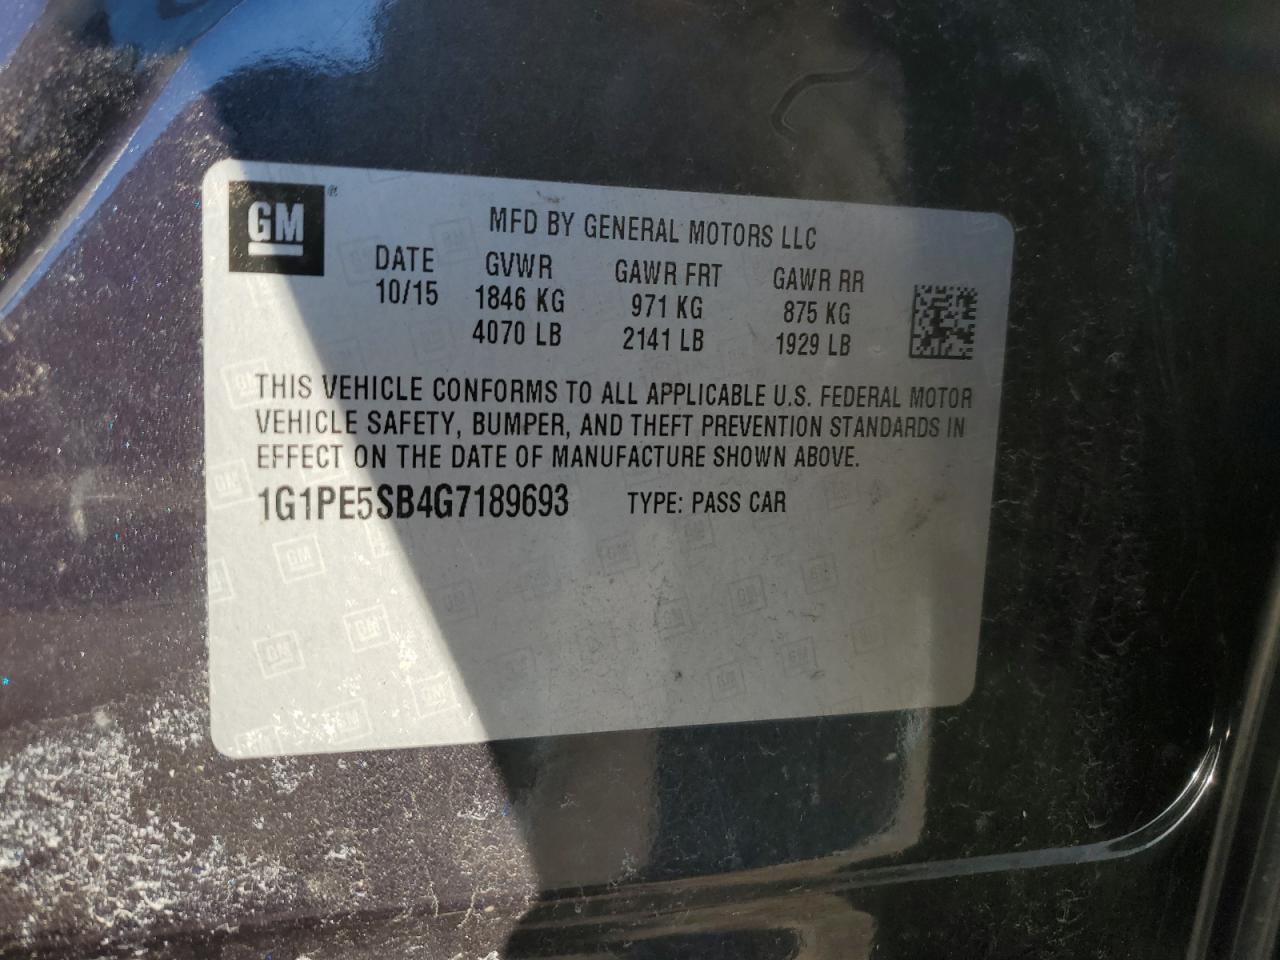 GM ®
MFD BY GENERAL MOTORS LLC
DATE GVWR GAWR FRT GAWR RR
10/15 1846 KG 971 KG 875 KG
4070 LB 2141 LB 1929 LB
THIS VEHICLE CONFORMS TO ALL APPLICABLE U.S. FEDERAL MOTOR
VEHICLE SAFETY, BUMPER, AND THEFT PREVENTION STANDARDS IN
EFFECT ON THE DATE OF MANUFACTURE SHOWN ABOVE.
1G1PE5SB4G7189693 TYPE: PASS CAR